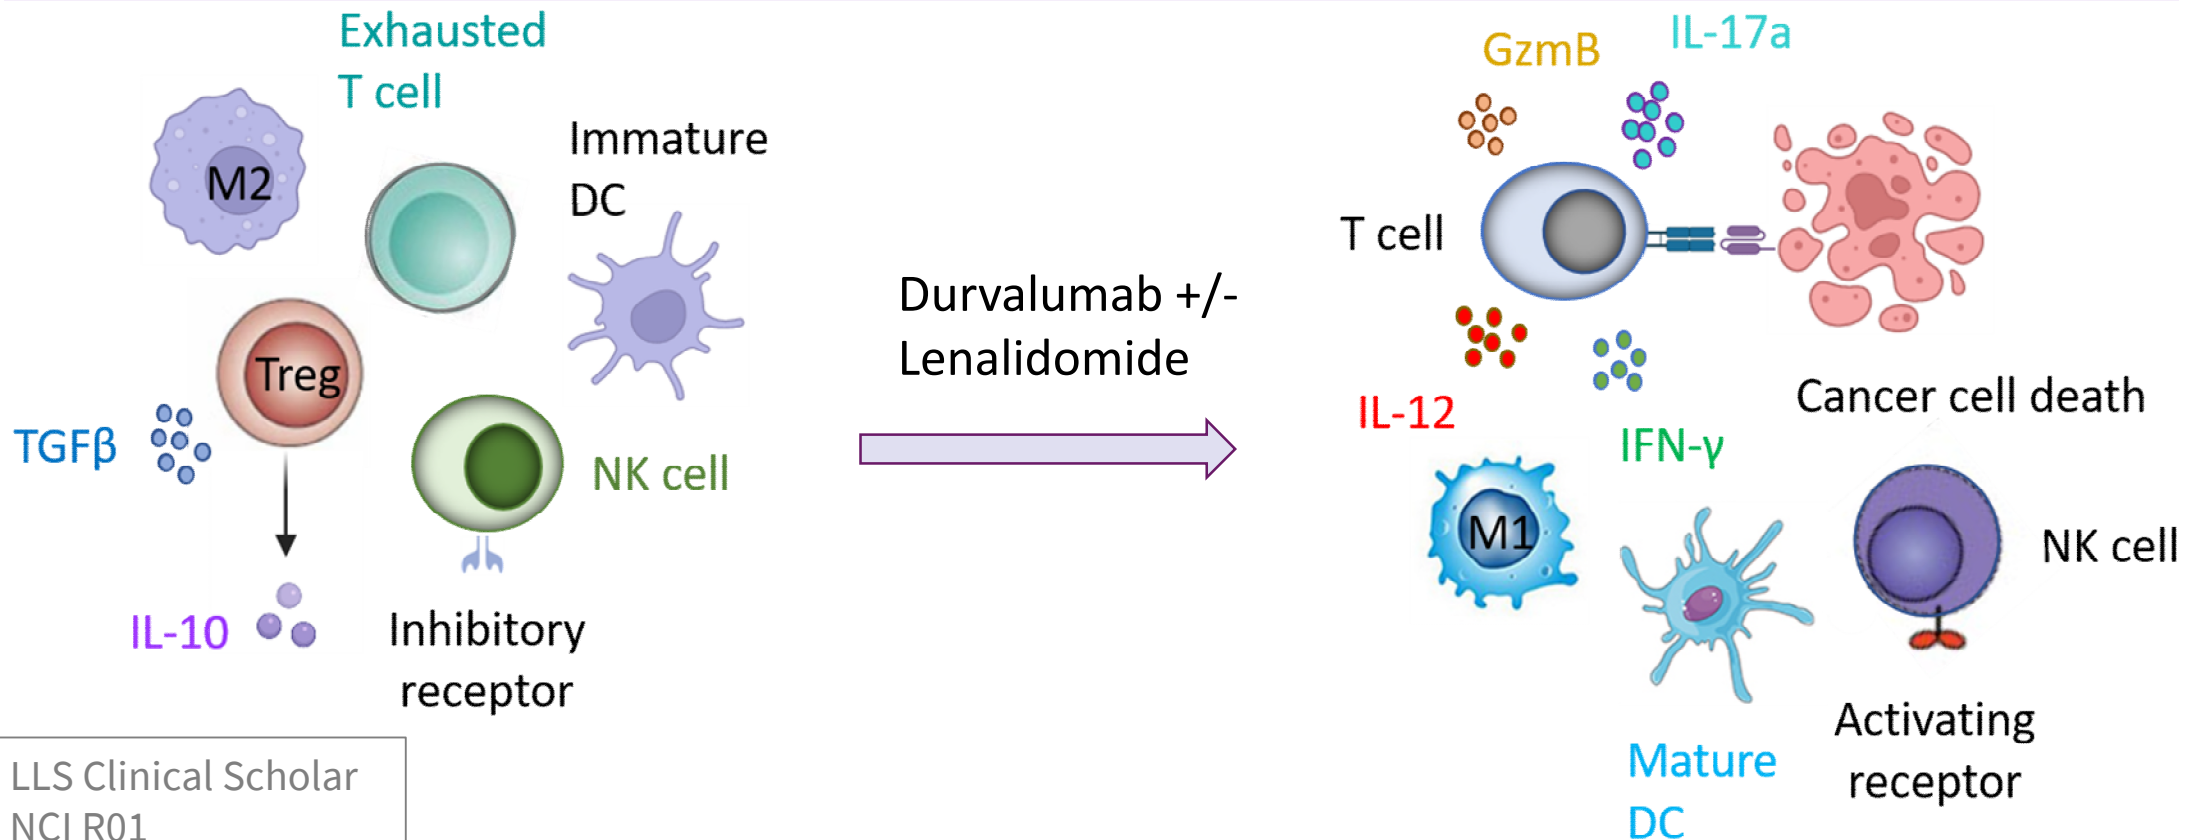 Exhausted
T cell
M2
Immature
DC
Treg
TGFβ
NK cell
IL-10
Inhibitory
receptor
LLS Clinical Scholar
NCI R01
Durvalumab +/-
Lenalidomide
GzmB
IL-17a
T cell
Cancer cell death
IL-12
IFN-γ
M1
NK cell
Mature
DC
Activating
receptor